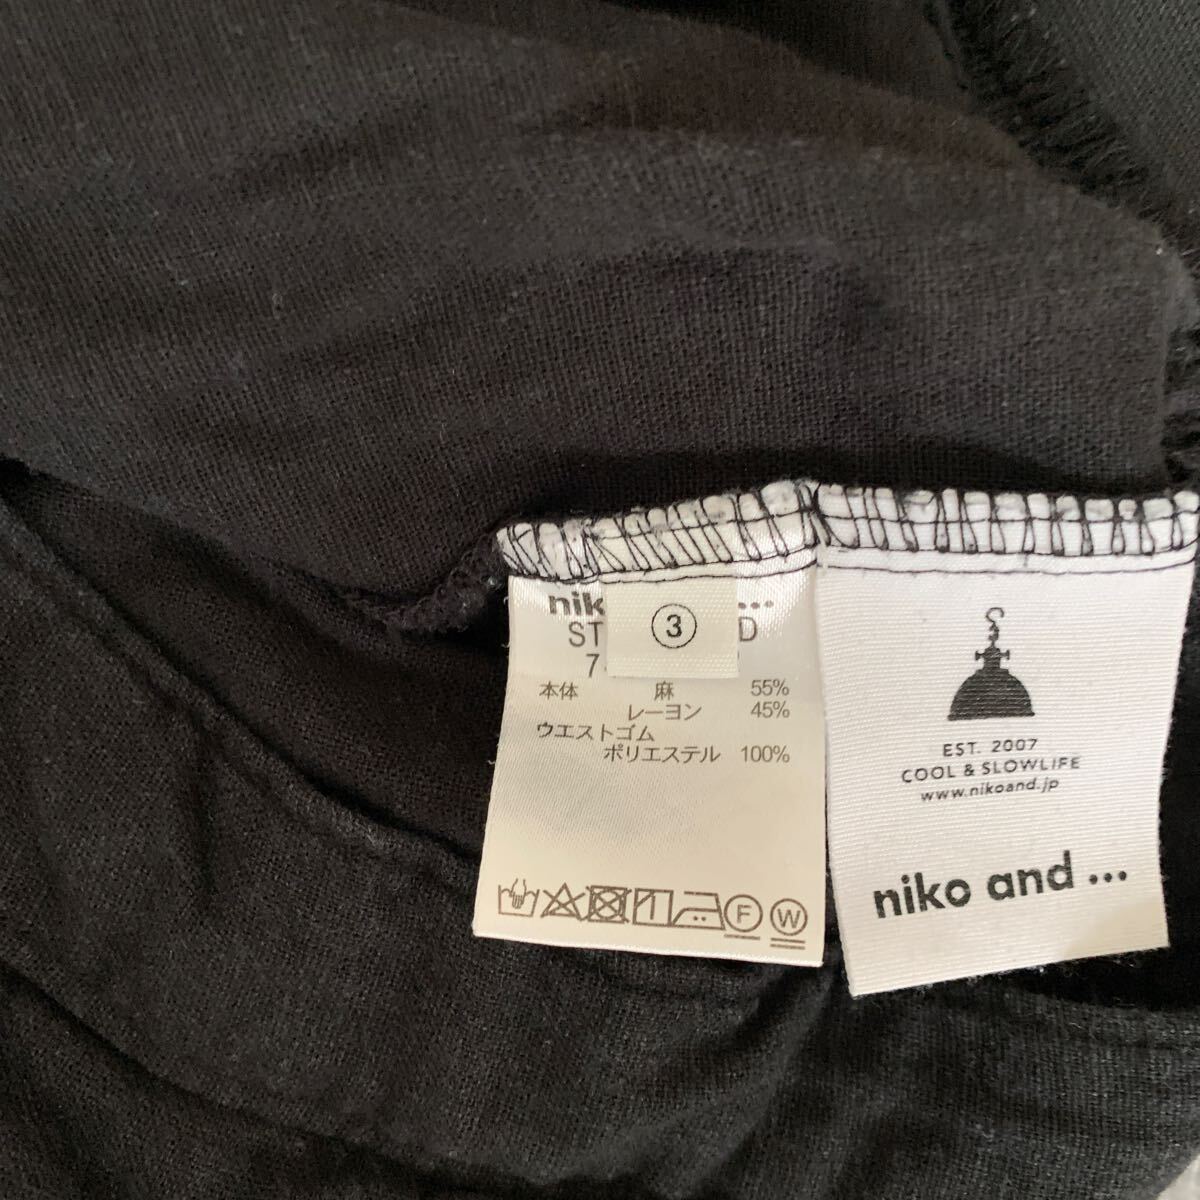 nik ...
③
ST D
7
本体 麻 55%
レーヨン 45%
ウエストゴム
ポリエステル 100%
F W
EST. 2007
COOL & SLOWLIFE
www.nikoand.jp
niko and ...